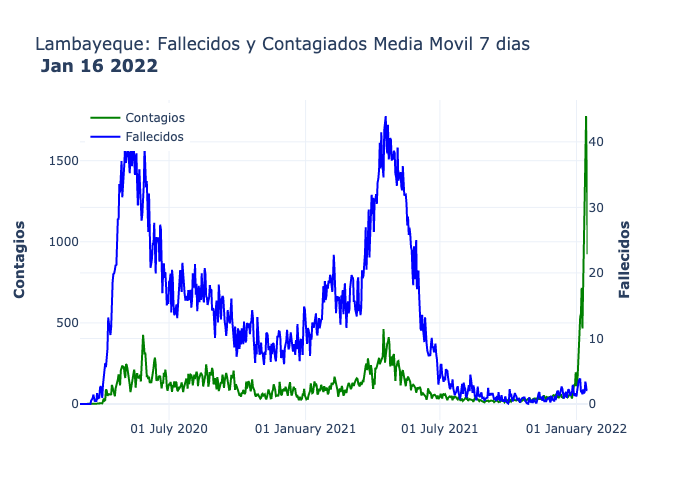 Lambayeque: Fallecidos y Contagiados Media Movil 7 dias
Jan 16 2022
Contagios
Fallecidos
1500
1000
500
0
40
30
20
10
0
Contagios
Fallecidos
01 July 2020
01 January 2021
01 July 2021
01 January 2022